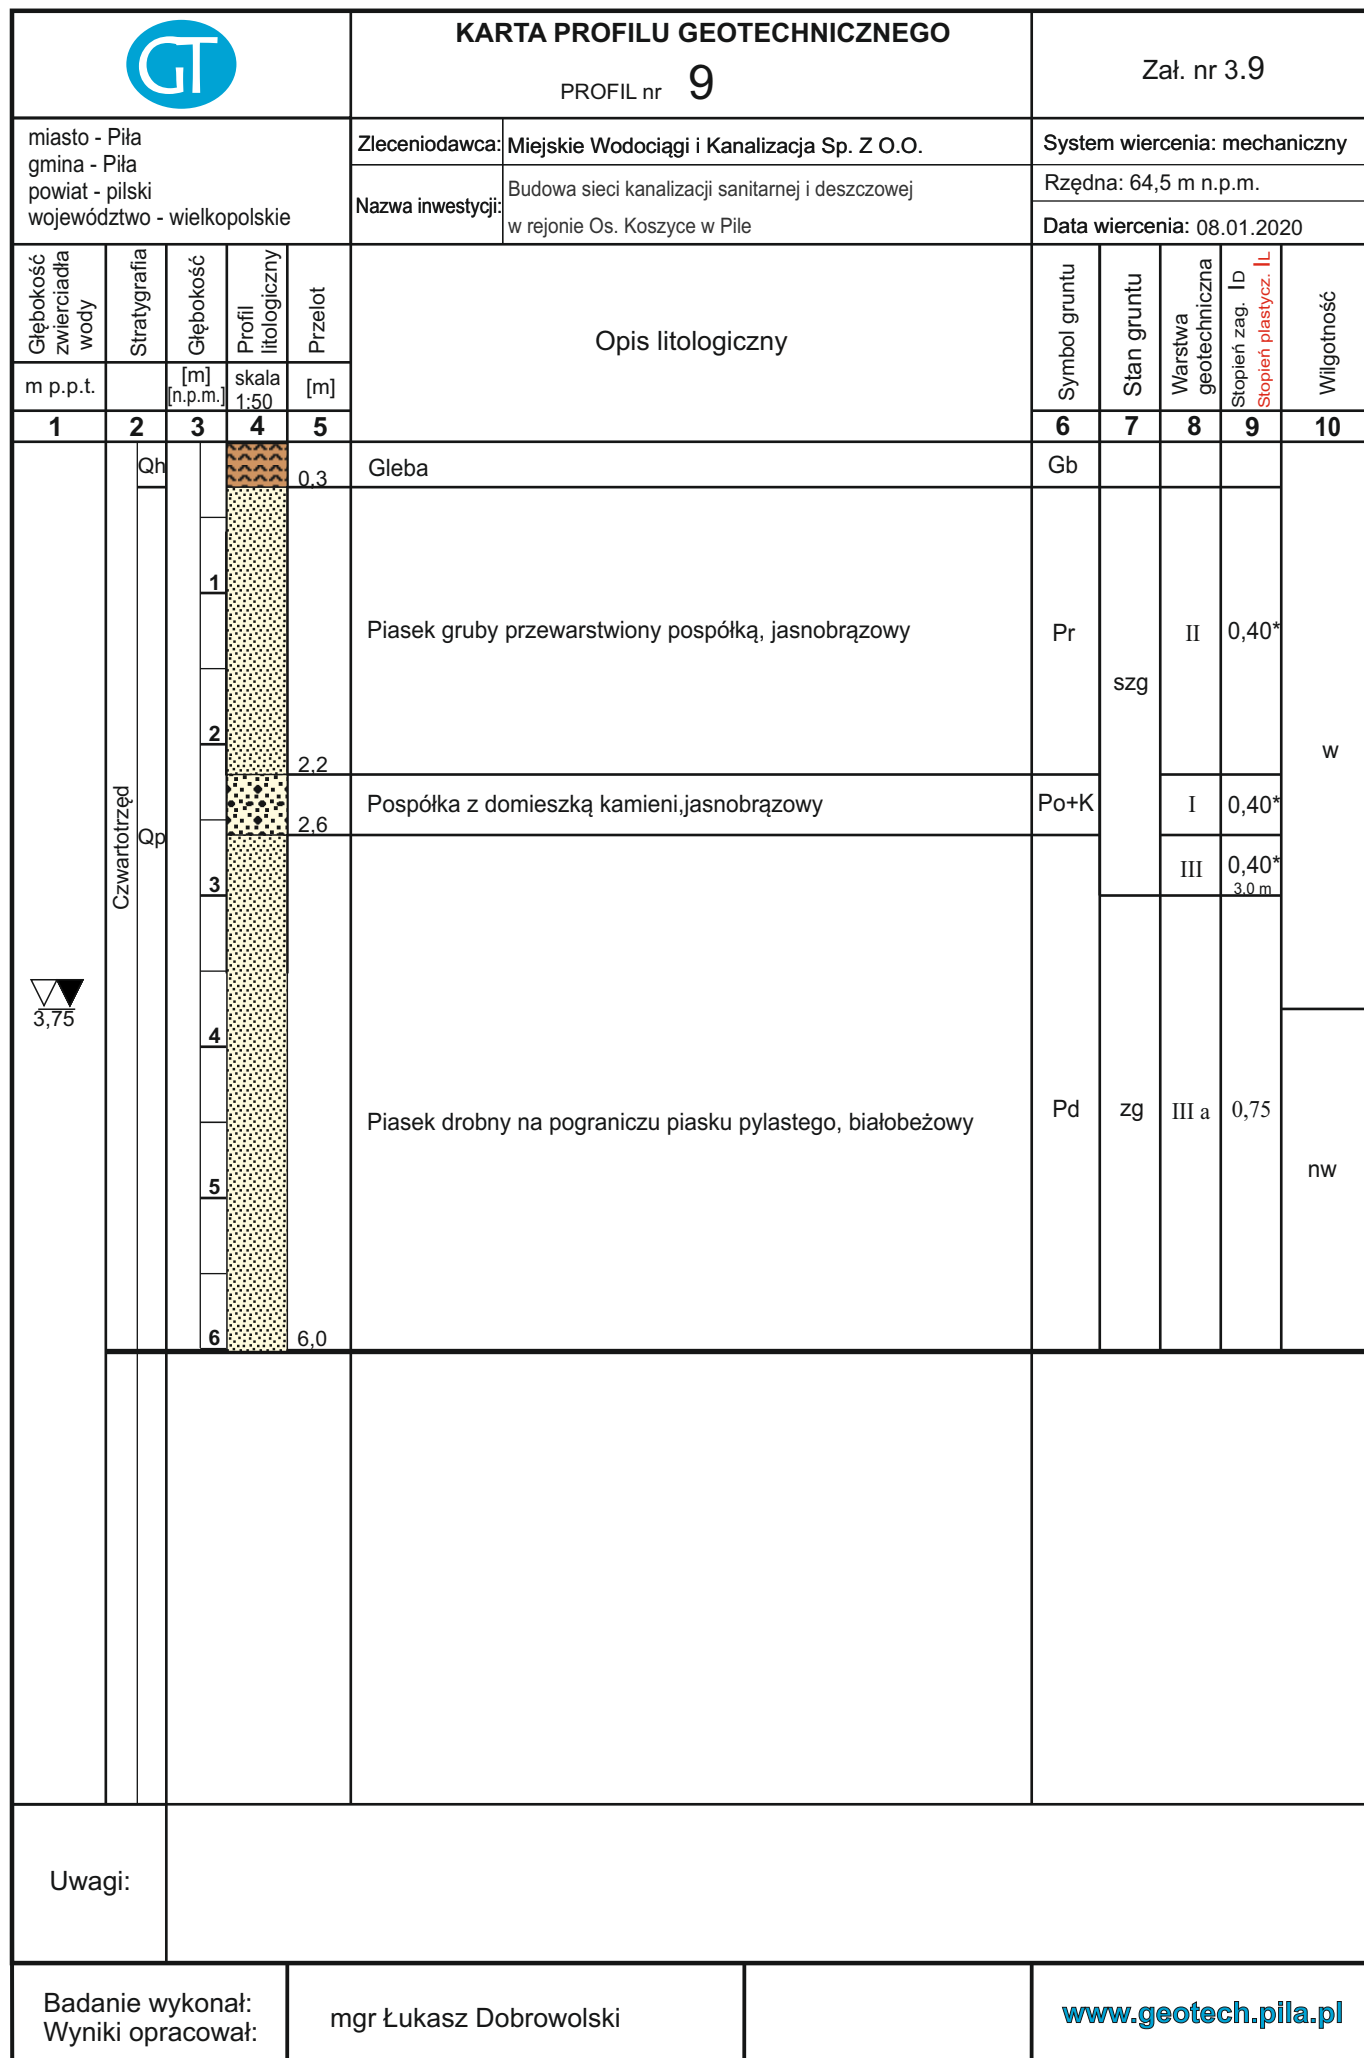 GT
KARTA PROFILU GEOTECHNICZNEGO
PROFIL nr 9
Zał. nr 3.9
miasto - Piła
gmina - Piła
powiat - pilski
województwo - wielkopolskie
Zleceniodawca: Miejskie Wodociągi i Kanalizacja Sp. Z O.O.
Nazwa inwestycji: Budowa sieci kanalizacji sanitarnej i deszczowej
w rejonie Os. Koszyce w Pile
System wiercenia: mechaniczny
Rzędna: 64,5 m n.p.m.
Data wiercenia: 08.01.2020
Głębokość
zwierciadła
wody
m p.p.t.
Stratygrafia
Głębokość
[m]
[n.p.m.]
Profil
litologiczny
skala
1:50
Przelot
[m]
Opis litologiczny
Symbol gruntu
Stan gruntu
Warstwa
geotechniczna
Stopień zag. ID
Stopień plastycz. IL
Wilgotność
1 2 3 4 5 6 7 8 9 10
Qh
0,3
Gleba
Gb
1
Piasek gruby przewarstwiony pospółką, jasnobrązowy
Pr
II
0,40*
szg
2
2,2
w
Czwartotrzęd
Qp
Pospółka z domieszką kamieni,jasnobrązowy
Po+K
I
0,40*
2,6
III
0,40*
3.0 m
3
3,75
4
Piasek drobny na pograniczu piasku pylastego, białobeżowy
Pd
zg
III a
0,75
nw
5
6
6,0
Uwagi:
Badanie wykonał:
Wyniki opracował:
mgr Łukasz Dobrowolski
www.geotech.pila.pl